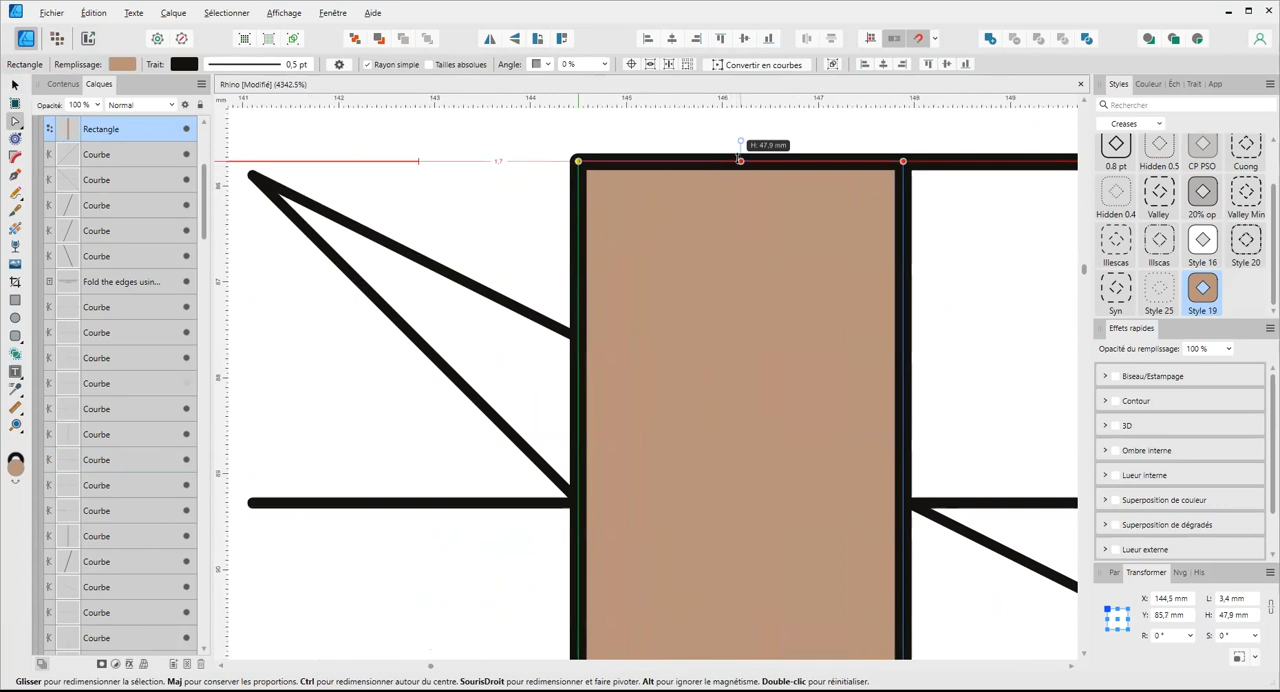 Fichier Édition Texte Calque Sélectionner Affichage Fenêtre Aide
Rectangle Remplissage: Trait: 0,5 pt Rayon simple Tailles absolues Angle: 0 % Convertir en courbes
Contenus Calques
Rhino [Modifié] (4342.5%)
Styles Couleur Éch Trait App
Opacité: 100 % Normal
mm 141 142 143 144 145 146 147 148 149
Rechercher
Creases
Rectangle
Courbe
Courbe
Courbe
Courbe
Courbe
Fold the edges usin...
Courbe
Courbe
Courbe
Courbe
Courbe
Courbe
Courbe
Courbe
Courbe
Courbe
Courbe
Courbe
Courbe
Courbe
86
87
88
89
90
1,7
H: 47,9 mm
0.8 pt Hidden 0.5 CP PSO Cuong
Hidden 0.4 Valley 20% op Valley Min
Illescas Illscas Style 16 Style 20
Syn Style 25 Style 19
Effets rapides
Opacité du remplissage: 100 %
Biseau/Estampage
Contour
3D
Ombre interne
Lueur interne
Superposition de couleur
Superposition de dégradés
Lueur externe
Par Transformer Nvg His
X: 144,5 mm L: 3,4 mm
Y: 85,7 mm H: 47,9 mm
R: 0 ° S: 0 °
Glisser pour redimensionner la sélection. Maj pour conserver les proportions. Ctrl pour redimensionner autour du centre. SourisDroit pour redimensionner et faire pivoter. Alt pour ignorer le magnétisme. Double-clic pour réinitialiser.